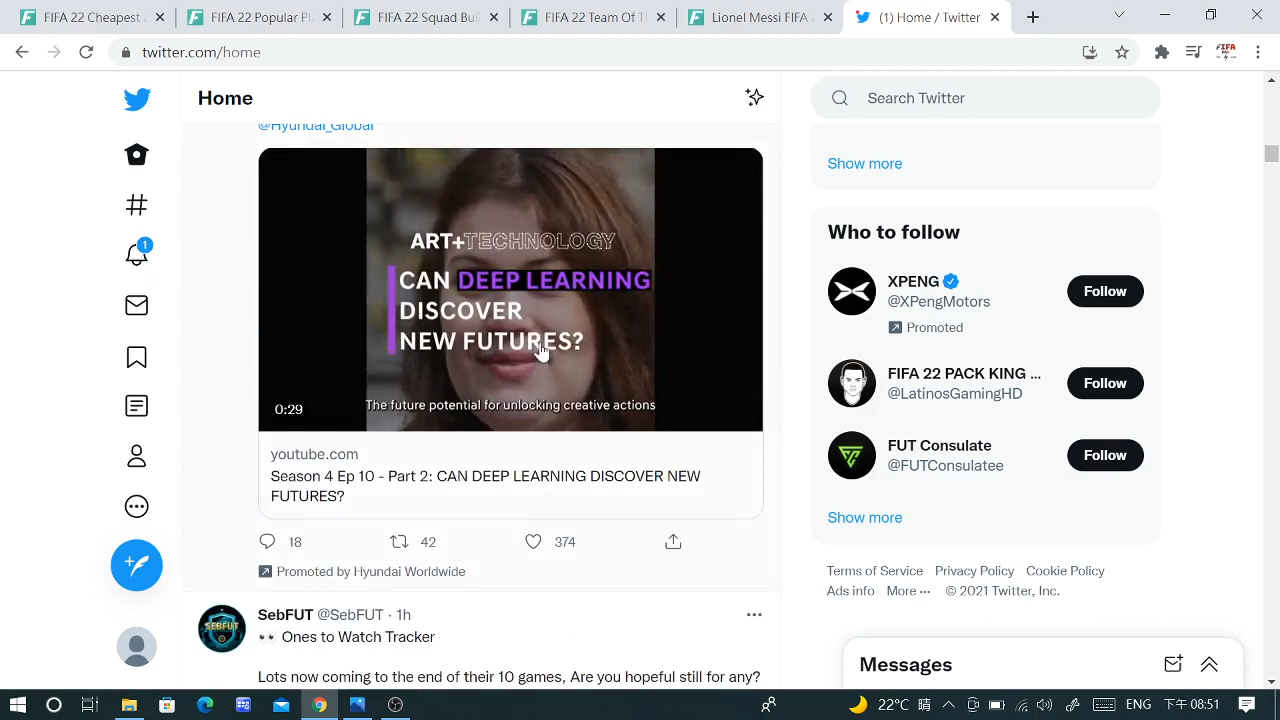 FIFA 22 Cheapest
FIFA 22 Popular Pl
FIFA 22 Squad Buil
FIFA 22 Team Of T
Lionel Messi FIFA 2
(1) Home / Twitter
twitter.com/home
Home
Search Twitter
@Hyundai_Global
ART+TECHNOLOGY
CAN DEEP LEARNING
DISCOVER
NEW FUTURES?
The future potential for unlocking creative actions
0:29
youtube.com
Season 4 Ep 10 - Part 2: CAN DEEP LEARNING DISCOVER NEW
FUTURES?
18
42
374
Promoted by Hyundai Worldwide
SebFUT @SebFUT · 1h
👀 Ones to Watch Tracker
Lots now coming to the end of their 10 games, Are you hopeful still for any?
1
Show more
Who to follow
XPENG
@XPengMotors
Promoted
Follow
FIFA 22 PACK KING ...
@LatinosGamingHD
Follow
FUT Consulate
@FUTConsulatee
Follow
Show more
Terms of Service Privacy Policy Cookie Policy
Ads info More ··· © 2021 Twitter, Inc.
Messages
22°C 晴
ENG
下午 08:51